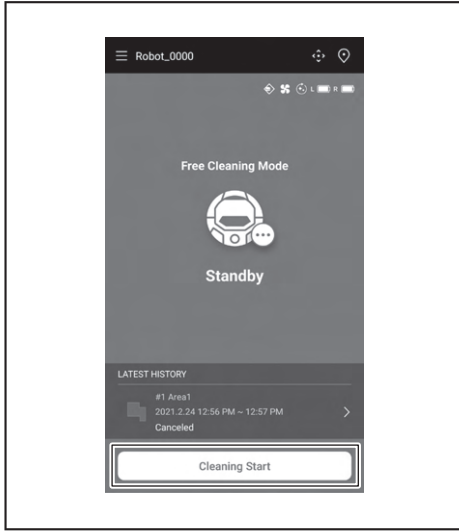 Robot_0000
L R
Free Cleaning Mode
Standby
LATEST HISTORY
#1 Area1
2021.2.24 12:56 PM ~ 12:57 PM
Canceled
Cleaning Start